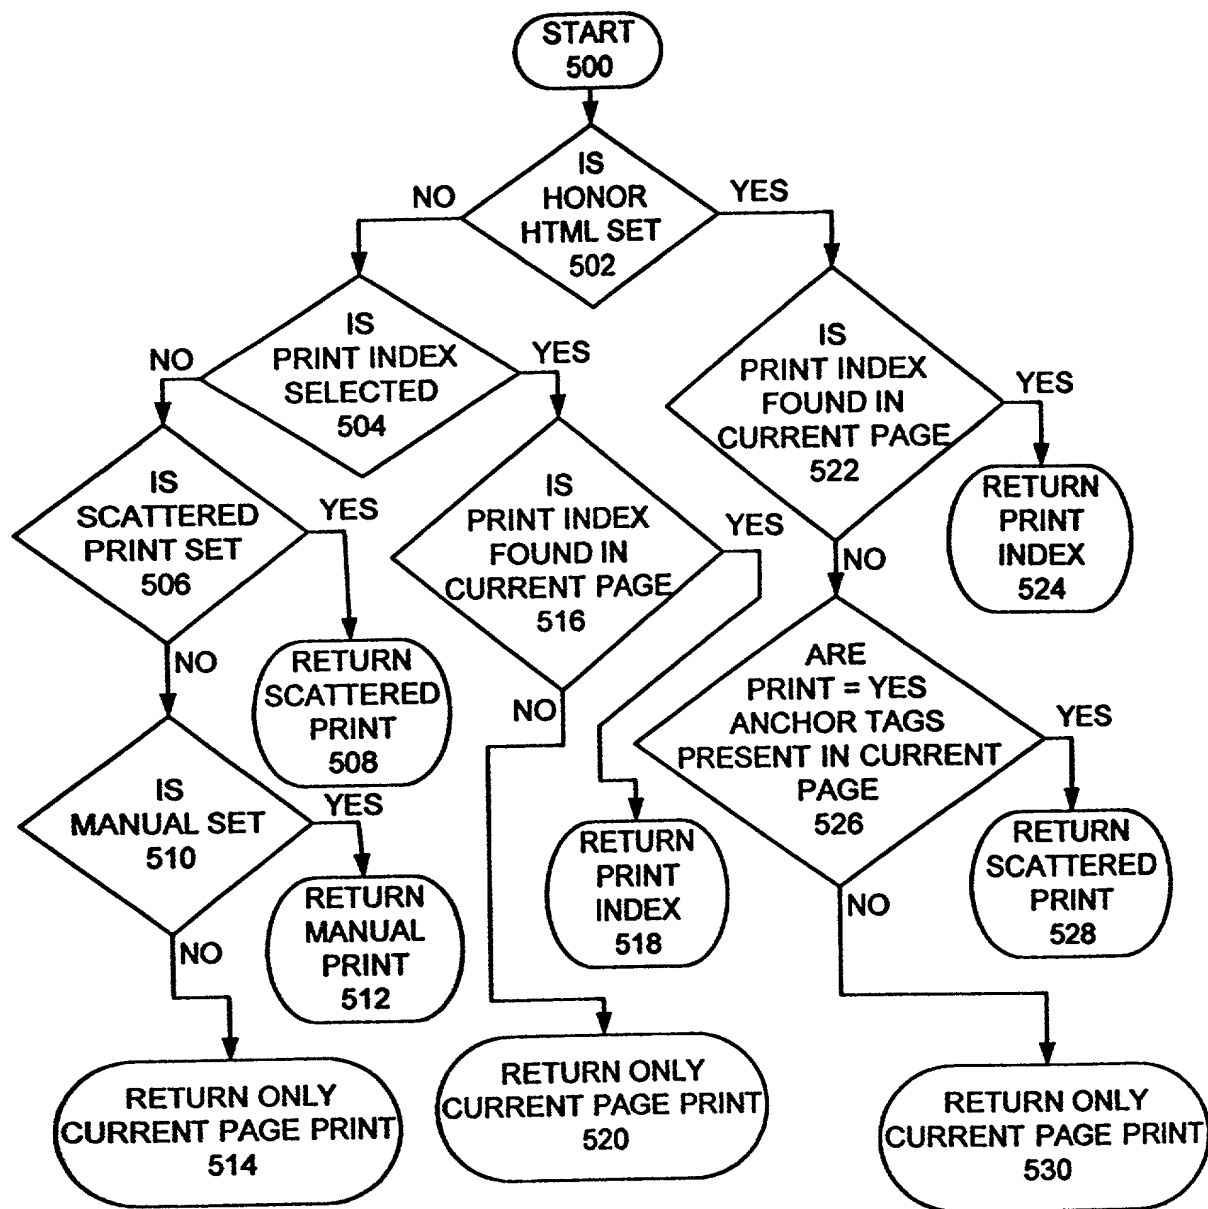 START
500
IS
HONOR
HTML SET
502
NO
YES
IS
PRINT INDEX
SELECTED
504
NO
YES
IS
PRINT INDEX
FOUND IN
CURRENT PAGE
522
YES
NO
RETURN
PRINT
INDEX
524
IS
SCATTERED
PRINT SET
506
YES
NO
IS
PRINT INDEX
FOUND IN
CURRENT PAGE
516
YES
NO
RETURN
SCATTERED
PRINT
508
ARE
PRINT = YES
ANCHOR TAGS
PRESENT IN CURRENT
PAGE
526
YES
NO
IS
MANUAL SET
510
YES
NO
RETURN
MANUAL
PRINT
512
RETURN
PRINT
INDEX
518
RETURN
SCATTERED
PRINT
528
RETURN ONLY
CURRENT PAGE PRINT
514
RETURN ONLY
CURRENT PAGE PRINT
520
RETURN ONLY
CURRENT PAGE PRINT
530